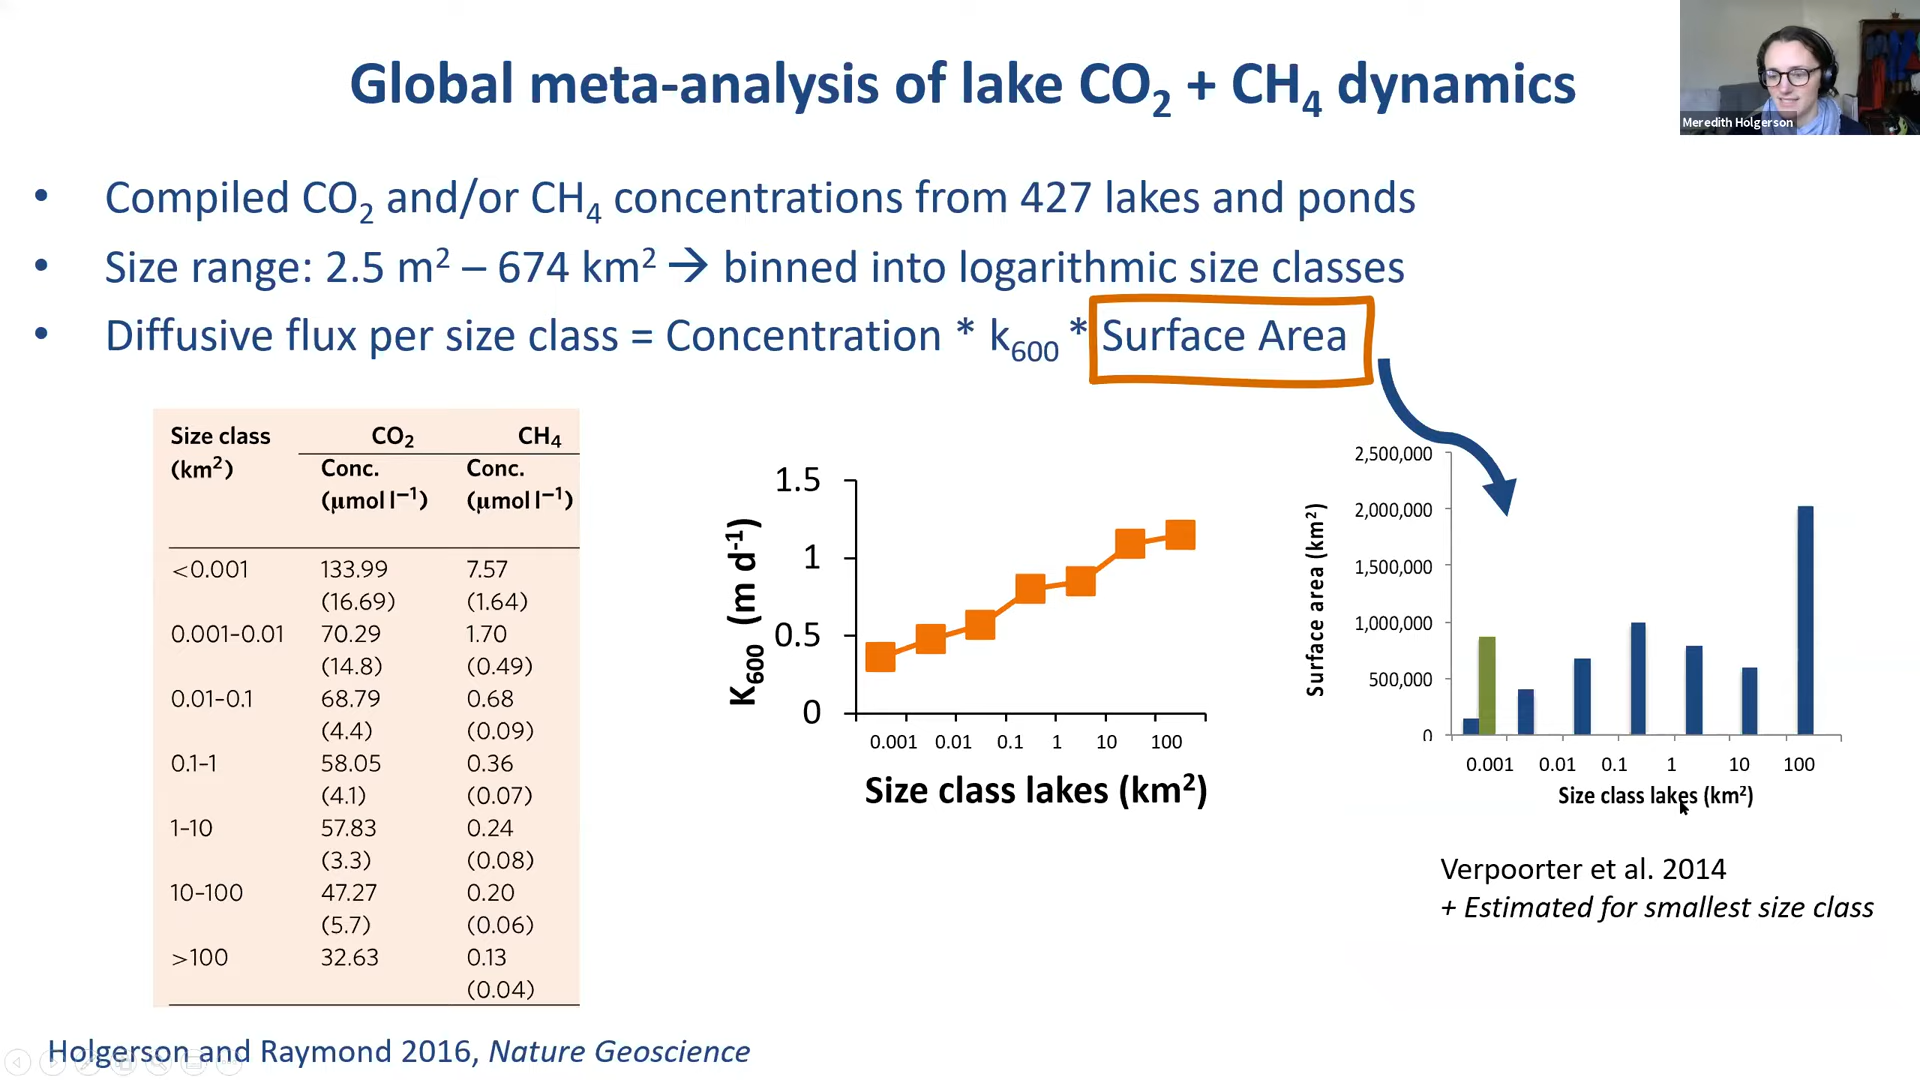 Global meta-analysis of lake CO2 + CH4 dynamics
Meredith Holgerson
• Compiled CO2 and/or CH4 concentrations from 427 lakes and ponds
• Size range: 2.5 m² – 674 km² → binned into logarithmic size classes
• Diffusive flux per size class = Concentration * k600 * Surface Area
Size class CO2 CH4
(km²) Conc. Conc.
(μmol l−1) (μmol l−1)
<0.001 133.99 7.57
(16.69) (1.64)
0.001–0.01 70.29 1.70
(14.8) (0.49)
0.01–0.1 68.79 0.68
(4.4) (0.09)
0.1–1 58.05 0.36
(4.1) (0.07)
1–10 57.83 0.24
(3.3) (0.08)
10–100 47.27 0.20
(5.7) (0.06)
>100 32.63 0.13
(0.04)
K600 (m d-1)
1.5
1
0.5
0
0.001 0.01 0.1 1 10 100
Size class lakes (km²)
Surface area (km²)
2,500,000
2,000,000
1,500,000
1,000,000
500,000
0
0.001 0.01 0.1 1 10 100
Size class lakes (km²)
Verpoorter et al. 2014
+ Estimated for smallest size class
Holgerson and Raymond 2016, Nature Geoscience